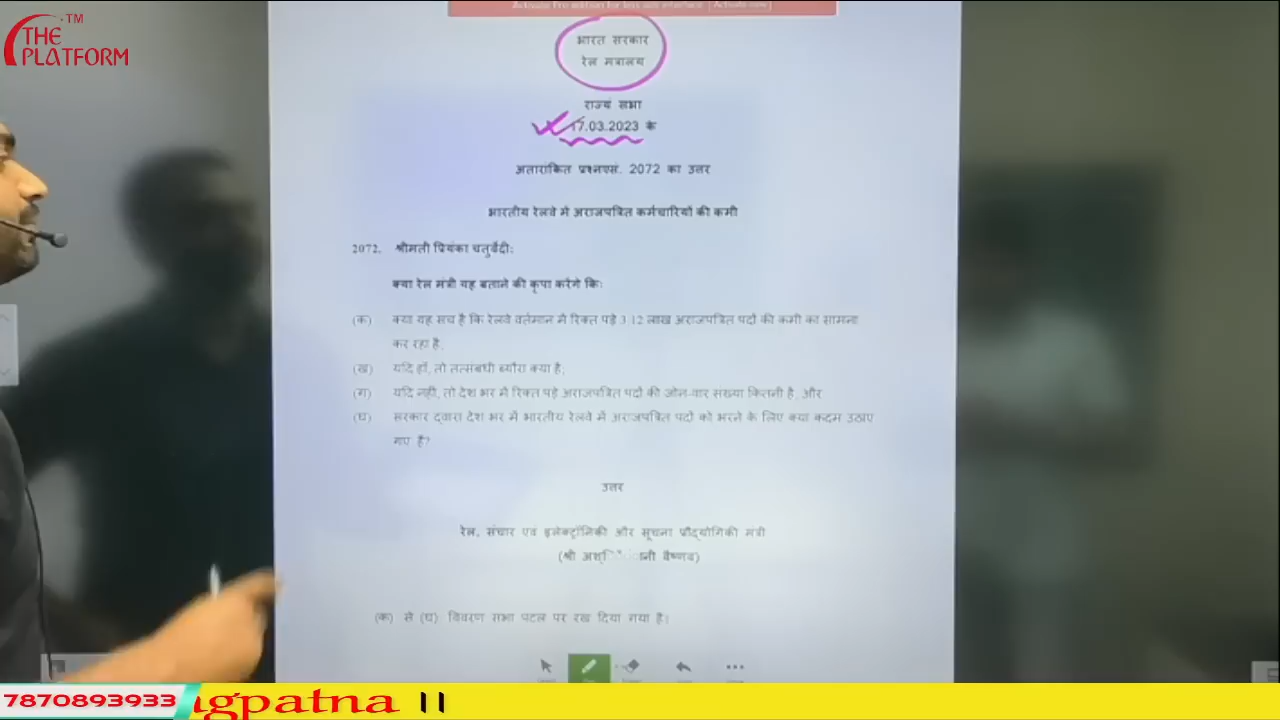 THE
PLATFORM
TM
भारत सरकार
रेल मंत्रालय
राज्य सभा
17.03.2023 के
अतारांकित प्रश्न सं. 2072 का उत्तर
भारतीय रेलवे में अराजपत्रित कर्मचारियों की कमी
2072. श्रीमती प्रियंका चतुर्वेदी:
क्या रेल मंत्री यह बताने की कृपा करेंगे कि:
(क) क्या यह सच है कि रेलवे वर्तमान में रिक्त पड़े 3.12 लाख अराजपत्रित पदों की कमी का सामना
कर रहा है;
(ख) यदि हाँ, तो तत्संबंधी ब्यौरा क्या है;
(ग) यदि नहीं, तो देश भर में रिक्त पड़े अराजपत्रित पदों की जोन-वार संख्या कितनी है; और
(घ) सरकार द्वारा देश भर में भारतीय रेलवे में अराजपत्रित पदों को भरने के लिए क्या कदम उठाए
गए हैं?
उत्तर
रेल, संचार एवं इलेक्ट्रॉनिकी और सूचना प्रौद्योगिकी मंत्री
(श्री वैष्णव)
(क) से (घ): विवरण सभा पटल पर रख दिया गया है।
7870893933 gpatna II